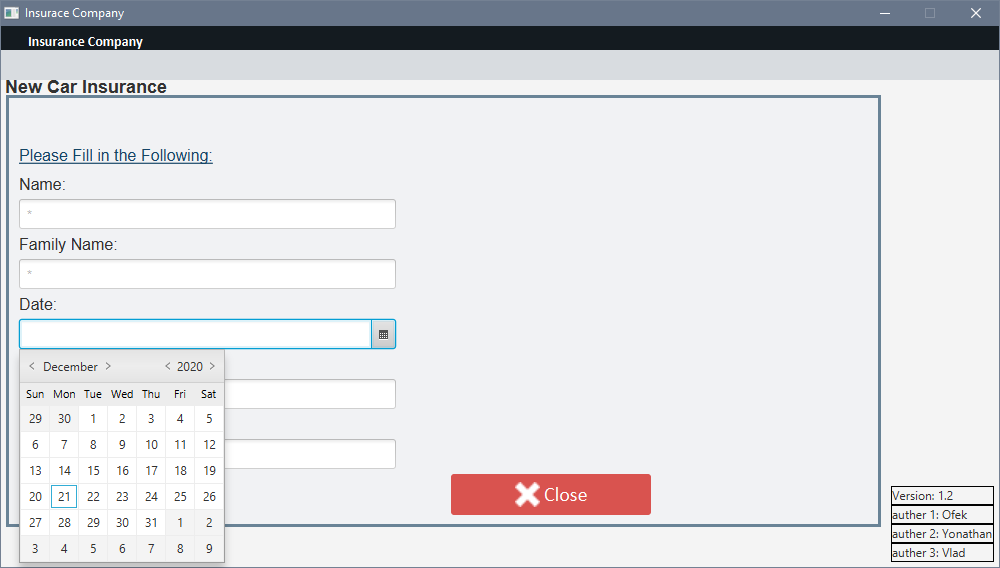 Insurace Company
Insurance Company
New Car Insurance
Please Fill in the Following:
Name:
*
Family Name:
*
Date:
< December > < 2020 >
Sun Mon Tue Wed Thu Fri Sat
29 30 1 2 3 4 5
6 7 8 9 10 11 12
13 14 15 16 17 18 19
20 21 22 23 24 25 26
27 28 29 30 31 1 2
3 4 5 6 7 8 9
Close
Version: 1.2
auther 1: Ofek
auther 2: Yonathan
auther 3: Vlad